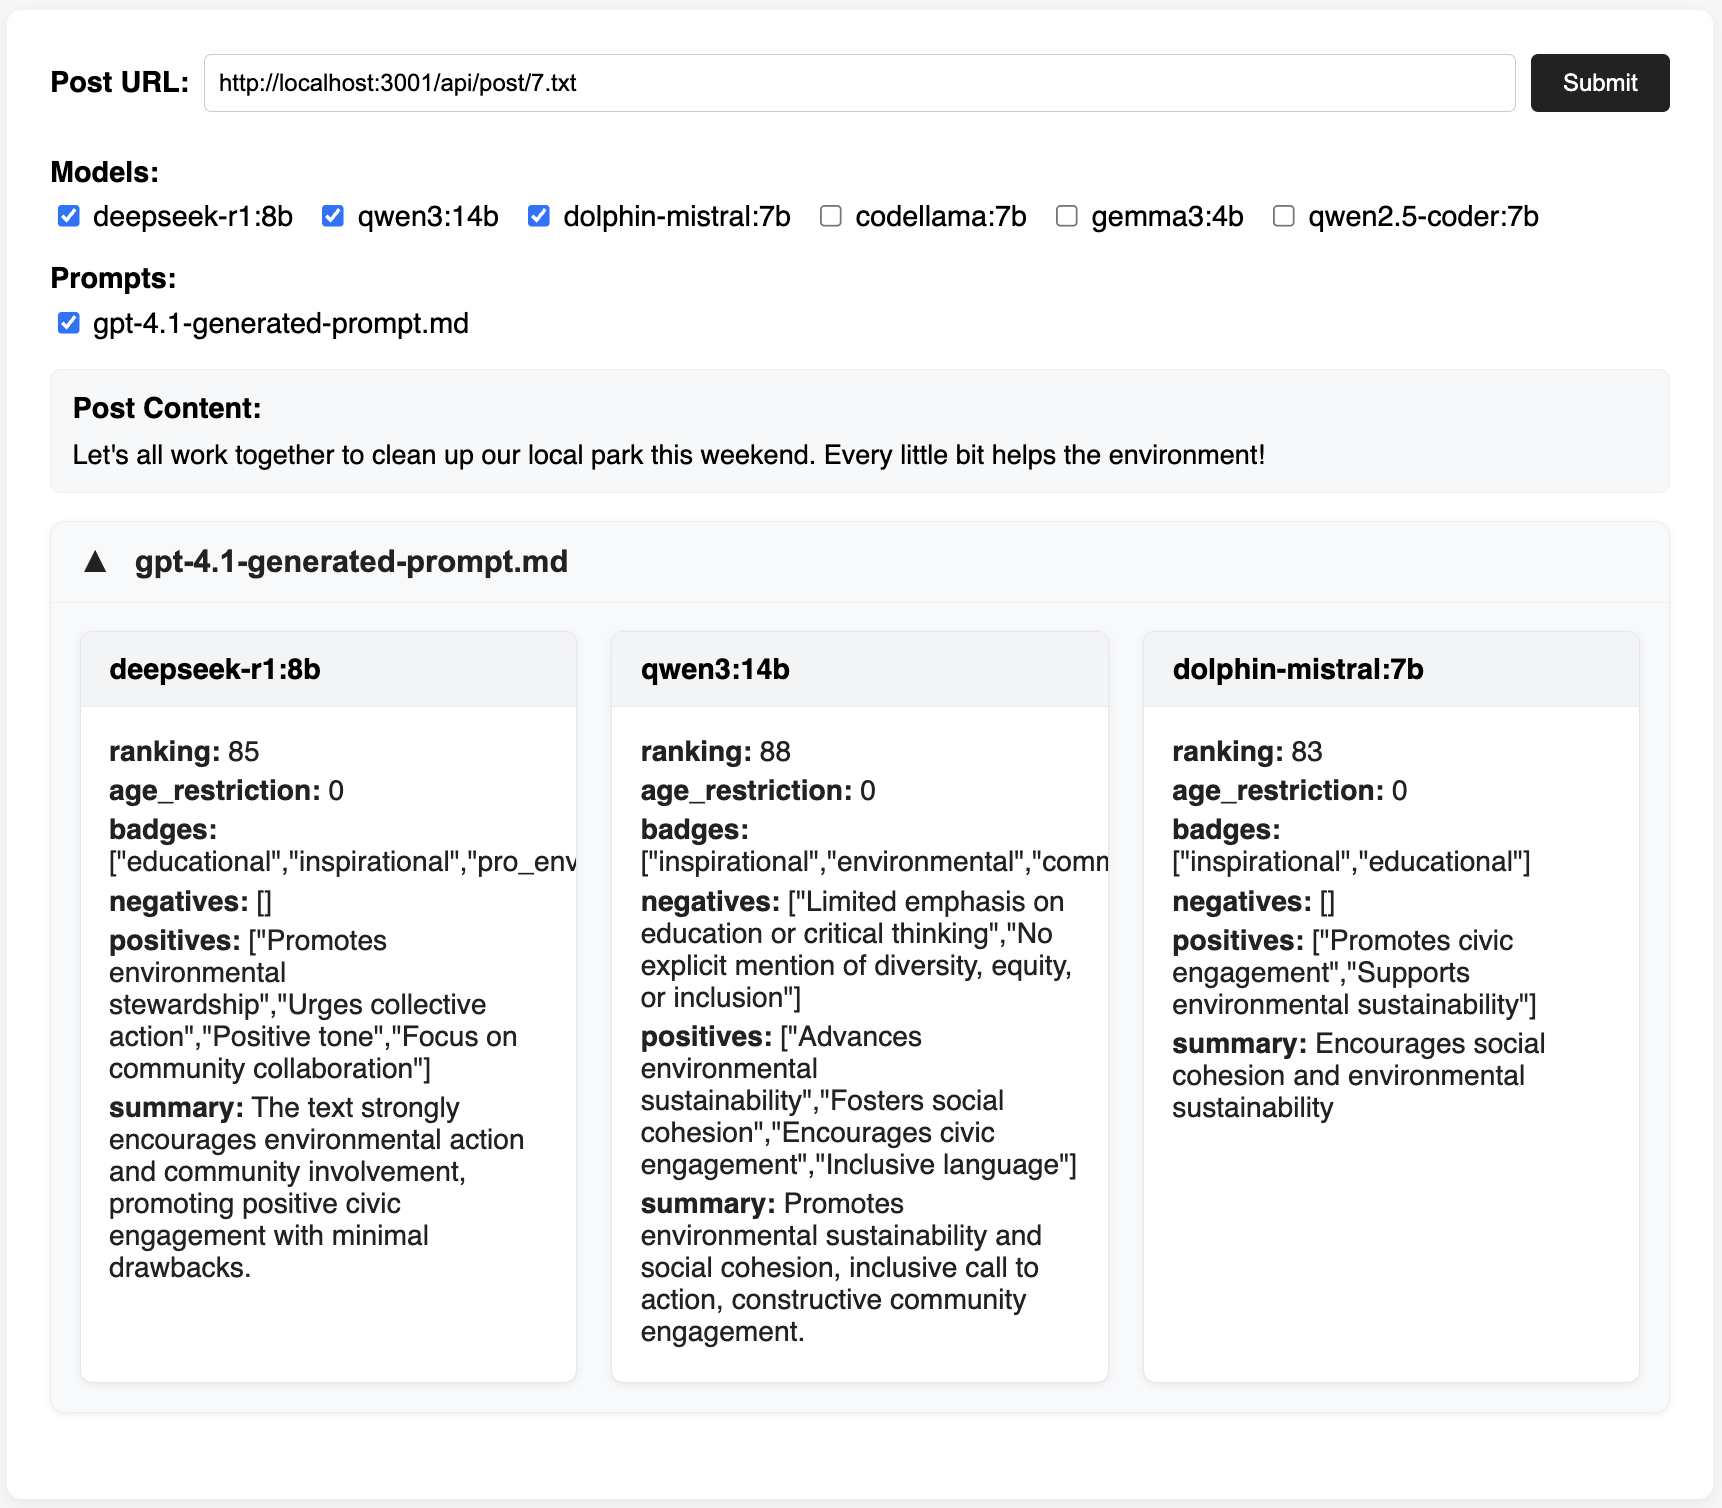 Post URL: http://localhost:3001/api/post/7.txt Submit
Models:
deepseek-r1:8b qwen3:14b dolphin-mistral:7b codellama:7b gemma3:4b qwen2.5-coder:7b
Prompts:
gpt-4.1-generated-prompt.md
Post Content:
Let's all work together to clean up our local park this weekend. Every little bit helps the environment!
▲ gpt-4.1-generated-prompt.md
deepseek-r1:8b
ranking: 85
age_restriction: 0
badges:
["educational","inspirational","pro_env
negatives: []
positives: ["Promotes
environmental
stewardship","Urges collective
action","Positive tone","Focus on
community collaboration"]
summary: The text strongly
encourages environmental action
and community involvement,
promoting positive civic
engagement with minimal
drawbacks.
qwen3:14b
ranking: 88
age_restriction: 0
badges:
["inspirational","environmental","comm
negatives: ["Limited emphasis on
education or critical thinking","No
explicit mention of diversity, equity,
or inclusion"]
positives: ["Advances
environmental
sustainability","Fosters social
cohesion","Encourages civic
engagement","Inclusive language"]
summary: Promotes
environmental sustainability and
social cohesion, inclusive call to
action, constructive community
engagement.
dolphin-mistral:7b
ranking: 83
age_restriction: 0
badges:
["inspirational","educational"]
negatives: []
positives: ["Promotes civic
engagement","Supports
environmental sustainability"]
summary: Encourages social
cohesion and environmental
sustainability